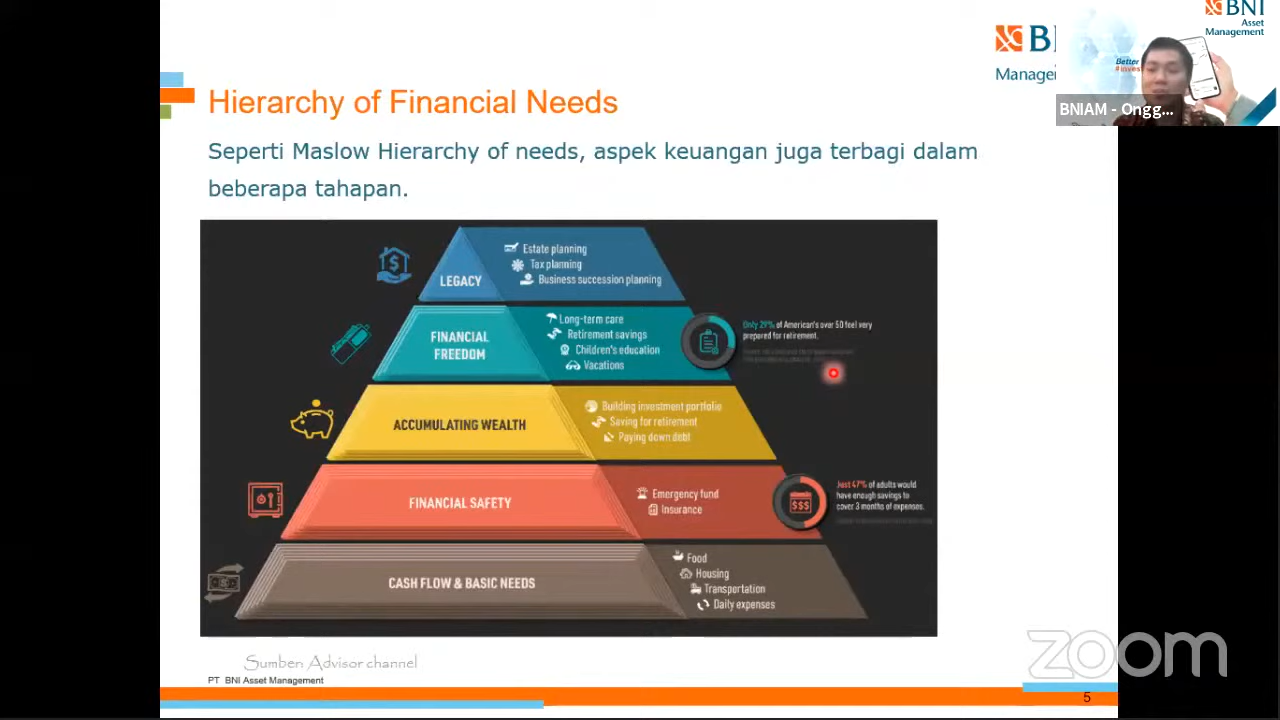 BNI
Asset
Management
BNI
Better
Manage
BNIAM - Ongg...
Hierarchy of Financial Needs
Seperti Maslow Hierarchy of needs, aspek keuangan juga terbagi dalam
beberapa tahapan.
LEGACY
Estate planning
Tax planning
Business succession planning
FINANCIAL
FREEDOM
Long-term care
Retirement savings
Children's education
Vacations
Only 29% of American's over 50 feel very
prepared for retirement.
ACCUMULATING WEALTH
Building investment portfolio
Saving for retirement
Paying down debt
FINANCIAL SAFETY
Emergency fund
Insurance
$$$
Just 47% of adults would
have enough savings to
cover 3 months of expenses.
CASH FLOW & BASIC NEEDS
Food
Housing
Transportation
Daily expenses
Sumben Advisor channel
PT BNI Asset Management
zoom
5